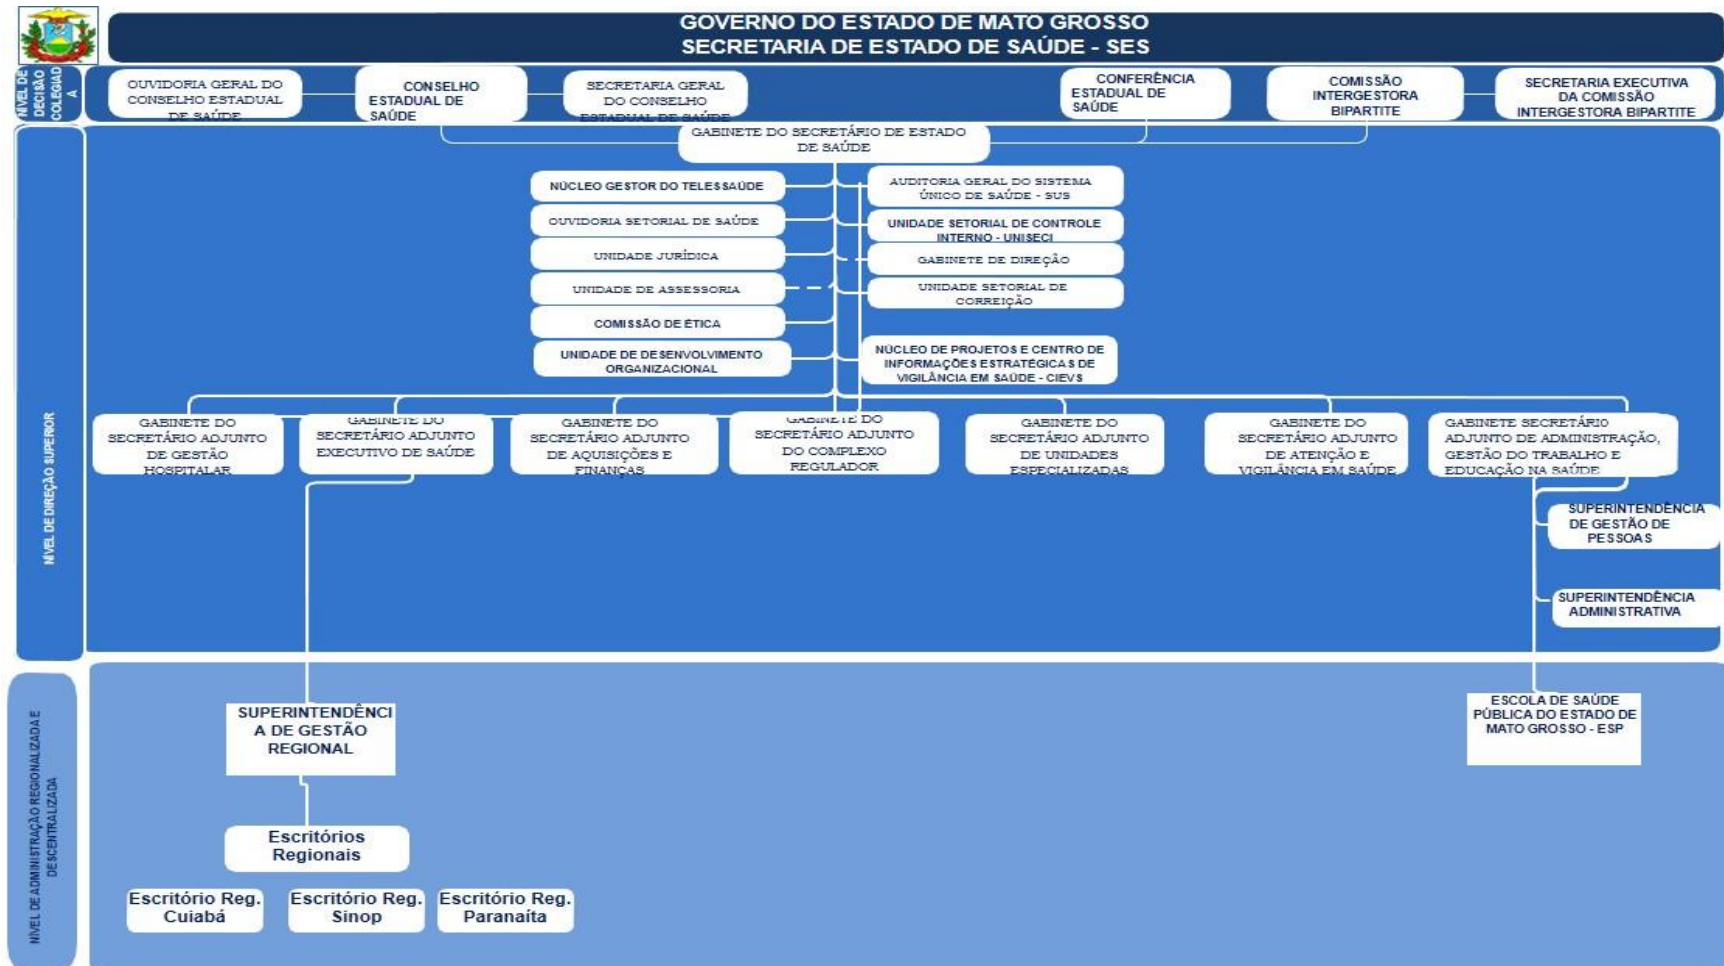 GOVERNO DO ESTADO DE MATO GROSSO
SECRETARIA DE ESTADO DE SAÚDE - SES
NÍVEL DE
DECISÃO
COLEGIAD
A
OUVIDORIA GERAL DO
CONSELHO ESTADUAL
DE SAÚDE
CONSELHO
ESTADUAL DE
SAÚDE
SECRETARIA GERAL
DO CONSELHO
ESTADUAL DE SAÚDE
CONFERÊNCIA
ESTADUAL DE
SAÚDE
COMISSÃO
INTERGESTORA
BIPARTITE
SECRETARIA EXECUTIVA
DA COMISSÃO
INTERGESTORA BIPARTITE
NÍVEL DE DIREÇÃO SUPERIOR
GABINETE DO SECRETÁRIO DE ESTADO
DE SAÚDE
NÚCLEO GESTOR DO TELESSAÚDE
AUDITORIA GERAL DO SISTEMA
ÚNICO DE SAÚDE - SUS
OUVIDORIA SETORIAL DE SAÚDE
UNIDADE SETORIAL DE CONTROLE
INTERNO - UNISECI
UNIDADE JURÍDICA
GABINETE DE DIREÇÃO
UNIDADE DE ASSESSORIA
UNIDADE SETORIAL DE
CORREIÇÃO
COMISSÃO DE ÉTICA
UNIDADE DE DESENVOLVIMENTO
ORGANIZACIONAL
NÚCLEO DE PROJETOS E CENTRO DE
INFORMAÇÕES ESTRATÉGICAS DE
VIGILÂNCIA EM SAÚDE - CIEVS
GABINETE DO
SECRETÁRIO ADJUNTO
DE GESTÃO
HOSPITALAR
GABINETE DO
SECRETÁRIO ADJUNTO
EXECUTIVO DE SAÚDE
GABINETE DO
SECRETÁRIO ADJUNTO
DE AQUISIÇÕES E
FINANÇAS
GABINETE DO
SECRETÁRIO ADJUNTO
DO COMPLEXO
REGULADOR
GABINETE DO
SECRETÁRIO ADJUNTO
DE UNIDADES
ESPECIALIZADAS
GABINETE DO
SECRETÁRIO ADJUNTO
DE ATENÇÃO E
VIGILÂNCIA EM SAÚDE
GABINETE SECRETÁRIO
ADJUNTO DE ADMINISTRAÇÃO,
GESTÃO DO TRABALHO E
EDUCAÇÃO NA SAÚDE
SUPERINTENDÊNCIA
DE GESTÃO DE
PESSOAS
SUPERINTENDÊNCIA
ADMINISTRATIVA
NÍVEL DE ADMINISTRAÇÃO REGIONALIZADA E
DESCENTRALIZADA
SUPERINTENDÊNCI
A DE GESTÃO
REGIONAL
ESCOLA DE SAÚDE
PÚBLICA DO ESTADO DE
MATO GROSSO - ESP
Escritórios
Regionais
Escritório Reg.
Cuiabá
Escritório Reg.
Sinop
Escritório Reg.
Paranaíta